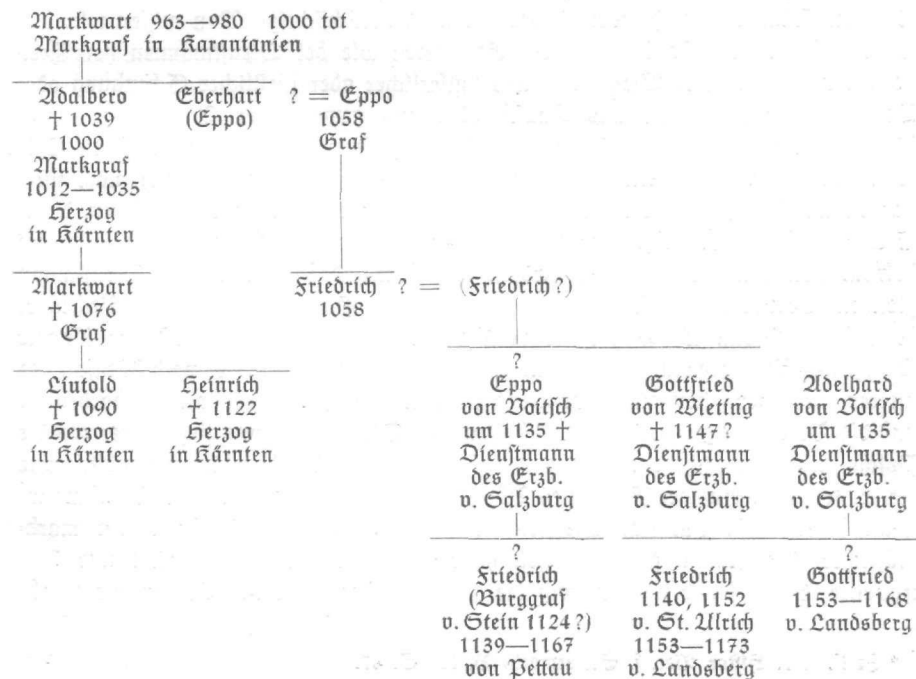 Markwart 963—980 1000 tot
Markgraf in Karantanien
Adalbero Eberhart ? = Eppo
† 1039 (Eppo) 1058
1000 Graf
Markgraf
1012—1035
Herzog
in Kärnten
Markwart Friedrich ? = (Friedrich?)
† 1076 1058
Graf
?
Liutold Heinrich Eppo Gottfried Adelhard
† 1090 † 1122 von Voitsch von Wieting von Voitsch
Herzog Herzog um 1135 † † 1147? um 1135
in Kärnten in Kärnten Dienstmann Dienstmann Dienstmann
des Erzb. des Erzb. des Erzb.
v. Salzburg v. Salzburg v. Salzburg
? ?
Friedrich Friedrich Gottfried
(Burggraf 1140, 1152 1153—1168
v. Stein 1124?) v. St. Ulrich v. Landsberg
1139—1167 1153—1173
von Pettau v. Landsberg